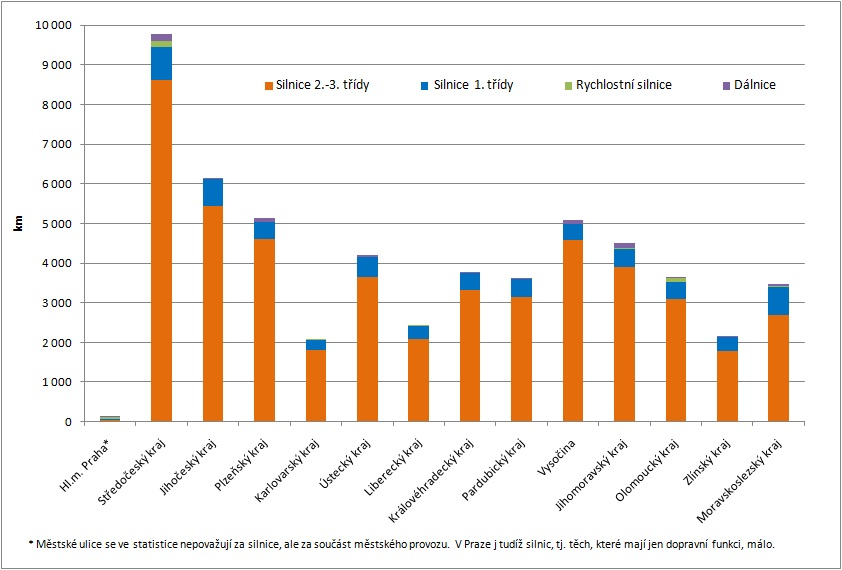 10 000
9 000
8 000
7 000
6 000
5 000
4 000
3 000
2 000
1 000
0
km
Silnice 2.-3. třídy Silnice 1. třídy Rychlostní silnice Dálnice
Hl.m. Praha*
Středočeský kraj
Jihočeský kraj
Plzeňský kraj
Karlovarský kraj
Ústecký kraj
Liberecký kraj
Královéhradecký kraj
Pardubický kraj
Vysočina
Jihomoravský kraj
Olomoucký kraj
Zlínský kraj
Moravskoslezský kraj
* Městské ulice se ve statistice nepovažují za silnice, ale za součást městského provozu. V Praze j tudíž silnic, tj. těch, které mají jen dopravní funkci, málo.